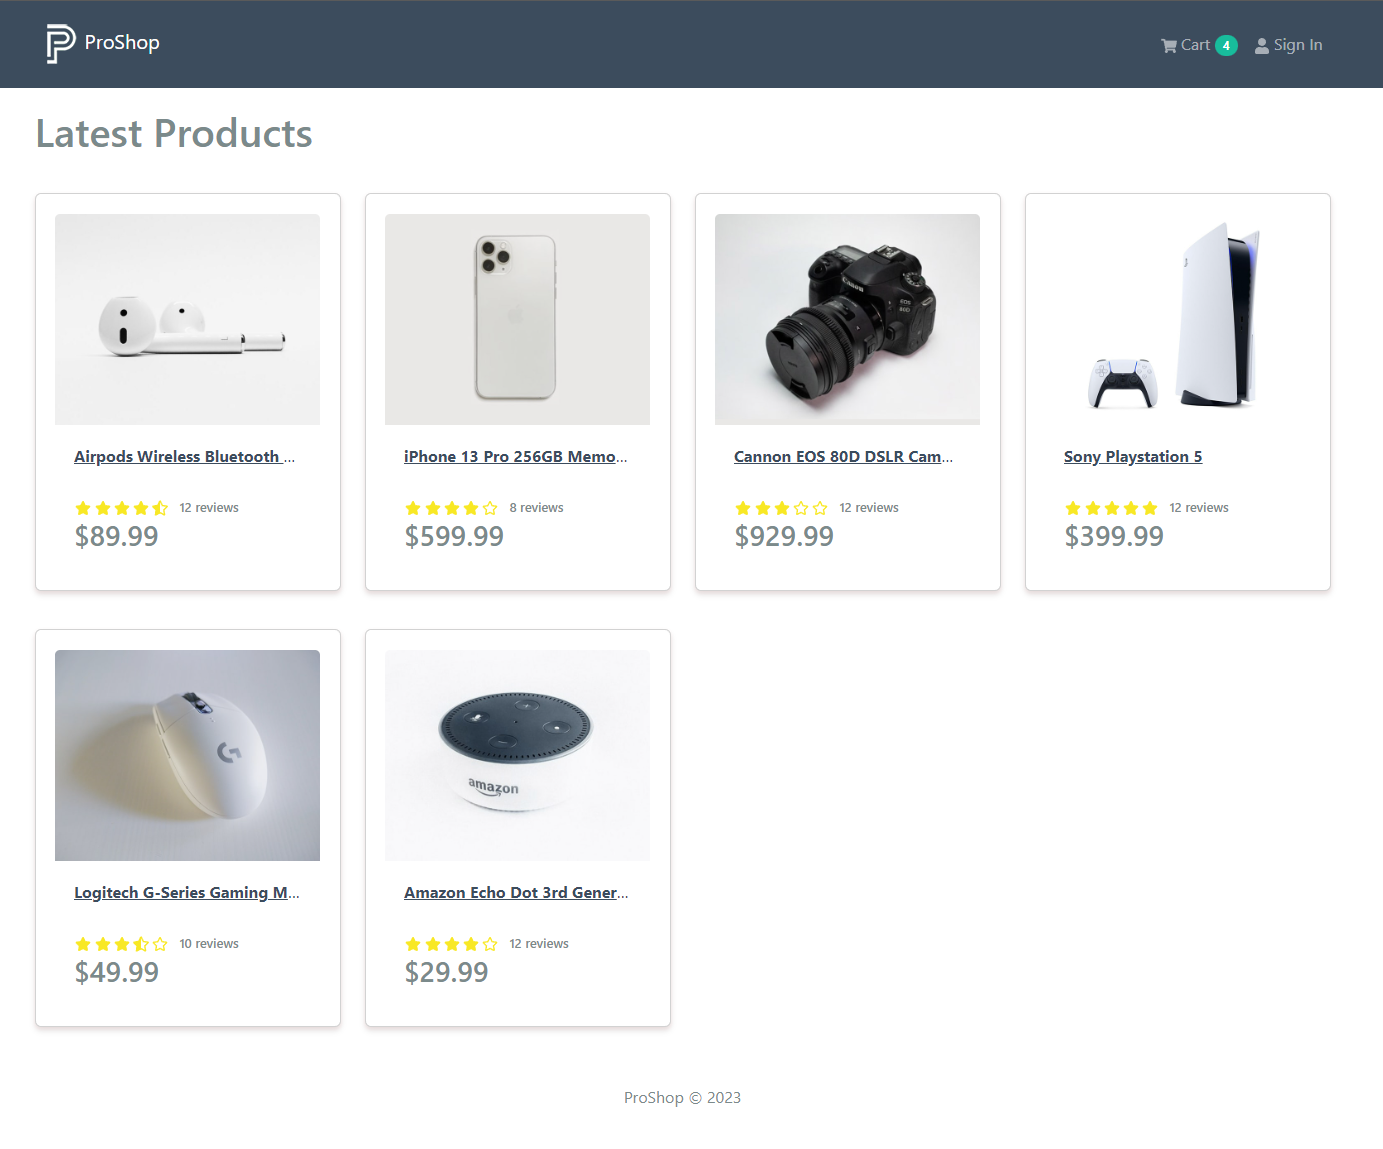 ProShop
Cart 4 Sign In
Latest Products
Canon
EOS
80D
Airpods Wireless Bluetooth ...
iPhone 13 Pro 256GB Memo...
Cannon EOS 80D DSLR Cam...
Sony Playstation 5
12 reviews
8 reviews
12 reviews
12 reviews
$89.99
$599.99
$929.99
$399.99
G
amazon
Logitech G-Series Gaming M...
Amazon Echo Dot 3rd Gener...
10 reviews
12 reviews
$49.99
$29.99
ProShop © 2023